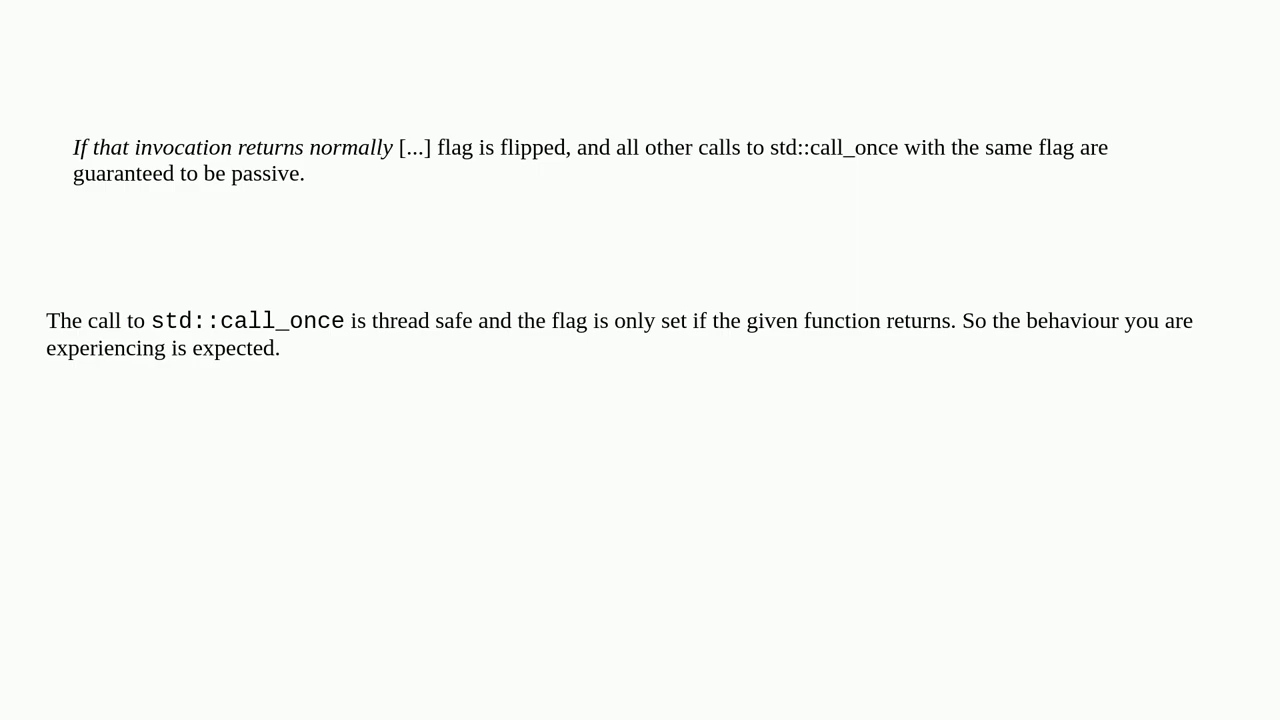 If that invocation returns normally [...] flag is flipped, and all other calls to std::call_once with the same flag are
guaranteed to be passive.
The call to std::call_once is thread safe and the flag is only set if the given function returns. So the behaviour you are
experiencing is expected.